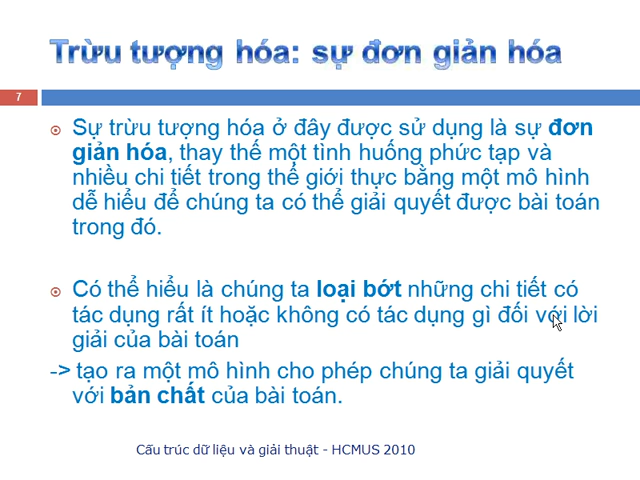 Trừu tượng hóa: sự đơn giản hóa
7
Sự trừu tượng hóa ở đây được sử dụng là sự đơn
giản hóa, thay thế một tình huống phức tạp và
nhiều chi tiết trong thế giới thực bằng một mô hình
dễ hiểu để chúng ta có thể giải quyết được bài toán
trong đó.
Có thể hiểu là chúng ta loại bớt những chi tiết có
tác dụng rất ít hoặc không có tác dụng gì đối với lời
giải của bài toán
-> tạo ra một mô hình cho phép chúng ta giải quyết
với bản chất của bài toán.
Cấu trúc dữ liệu và giải thuật - HCMUS 2010